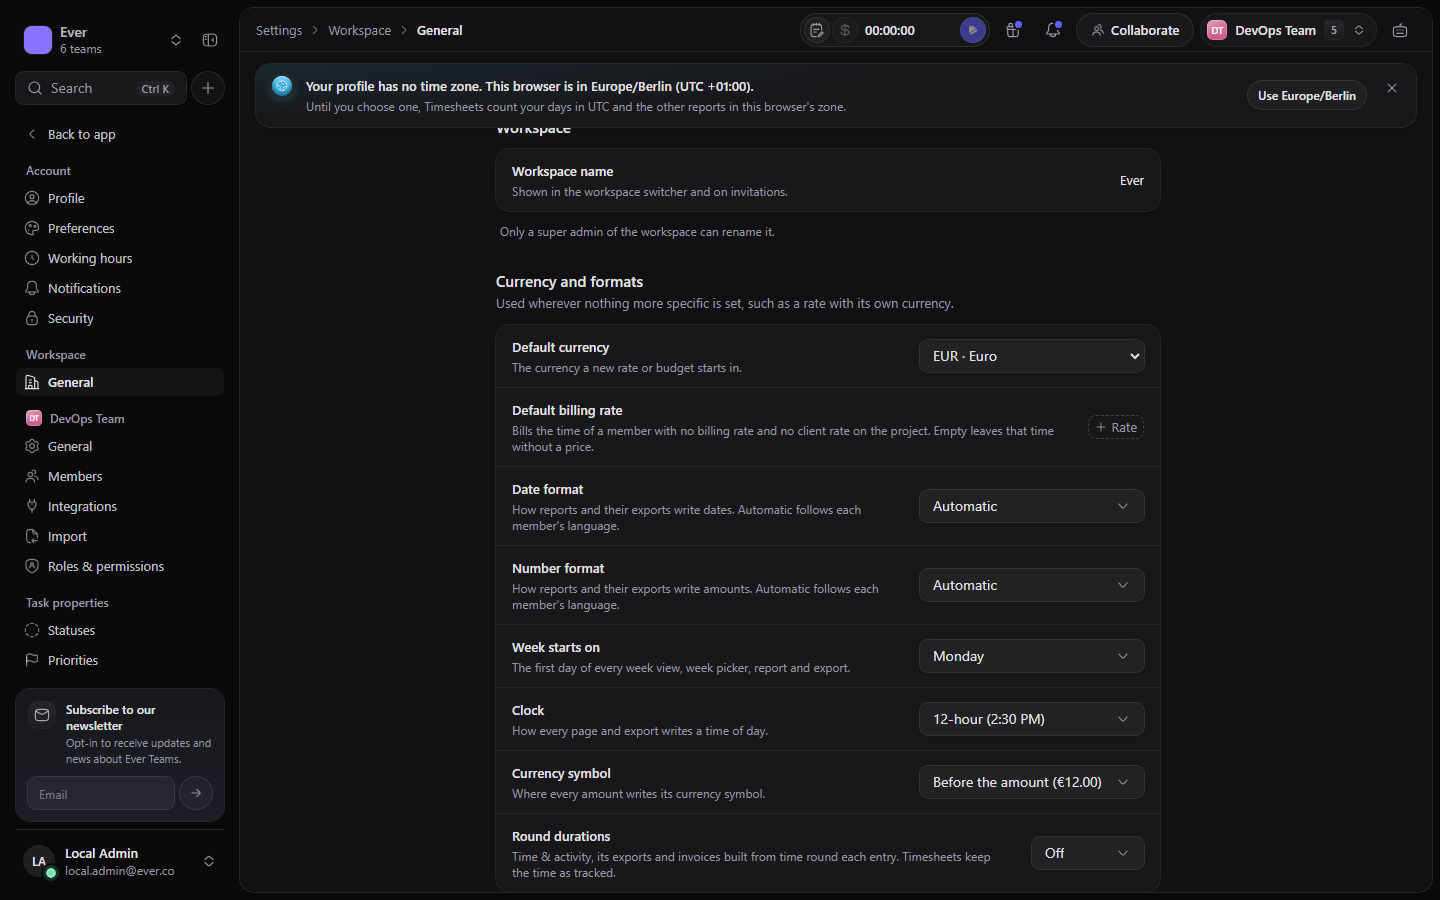 Ever
6 teams
Search
Ctrl K
Back to app
Account
Profile
Preferences
Working hours
Notifications
Security
Workspace
General
DT
DevOps Team
General
Members
Integrations
Import
Roles & permissions
Task properties
Statuses
Priorities
Subscribe to our
newsletter
Opt-in to receive updates and
news about Ever Teams.
Email
LA
Local Admin
local.admin@ever.co
Settings
Workspace
General
$
00:00:00
Collaborate
DT
DevOps Team
5
Your profile has no time zone. This browser is in Europe/Berlin (UTC +01:00).
Until you choose one, Timesheets count your days in UTC and the other reports in this browser's zone.
Use Europe/Berlin
Workspace
Workspace name
Shown in the workspace switcher and on invitations.
Ever
Only a super admin of the workspace can rename it.
Currency and formats
Used wherever nothing more specific is set, such as a rate with its own currency.
Default currency
The currency a new rate or budget starts in.
EUR · Euro
Default billing rate
Bills the time of a member with no billing rate and no client rate on the project. Empty leaves that time
without a price.
Rate
Date format
How reports and their exports write dates. Automatic follows each
member's language.
Automatic
Number format
How reports and their exports write amounts. Automatic follows each
member's language.
Automatic
Week starts on
The first day of every week view, week picker, report and export.
Monday
Clock
How every page and export writes a time of day.
12-hour (2:30 PM)
Currency symbol
Where every amount writes its currency symbol.
Before the amount (€12.00)
Round durations
Time & activity, its exports and invoices built from time round each entry. Timesheets keep
the time as tracked.
Off